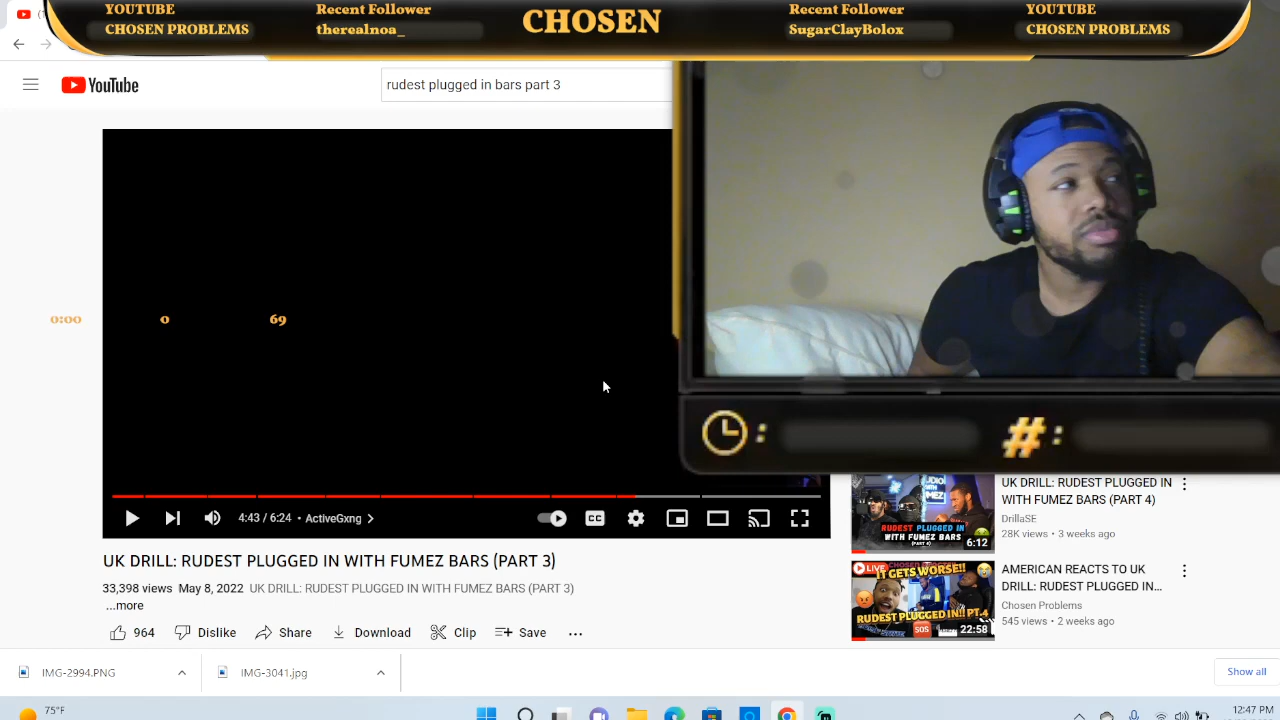 YOUTUBE
CHOSEN PROBLEMS
Recent Follower
therealnoa_
CHOSEN
Recent Follower
SugarClayBolox
YOUTUBE
CHOSEN PROBLEMS
YouTube
rudest plugged in bars part 3
0:00
0
69
4:43 / 6:24 • ActiveGxng
CC
UK DRILL: RUDEST PLUGGED IN WITH FUMEZ BARS (PART 3)
33,398 views May 8, 2022 UK DRILL: RUDEST PLUGGED IN WITH FUMEZ BARS (PART 3)
...more
964
Dislike
Share
Download
Clip
Save
: #:
RUDEST PLUGGED IN
WITH FUMEZ BARS
6:12
UK DRILL: RUDEST PLUGGED IN
WITH FUMEZ BARS (PART 4)
DrillaSE
28K views • 3 weeks ago
LIVE
IT GETS WORSE!!
RUDEST PLUGGED IN!! PT.4
SOS
22:58
AMERICAN REACTS TO UK
DRILL: RUDEST PLUGGED IN...
Chosen Problems
545 views • 2 weeks ago
IMG-2994.PNG
IMG-3041.jpg
Show all
75°F
12:47 PM